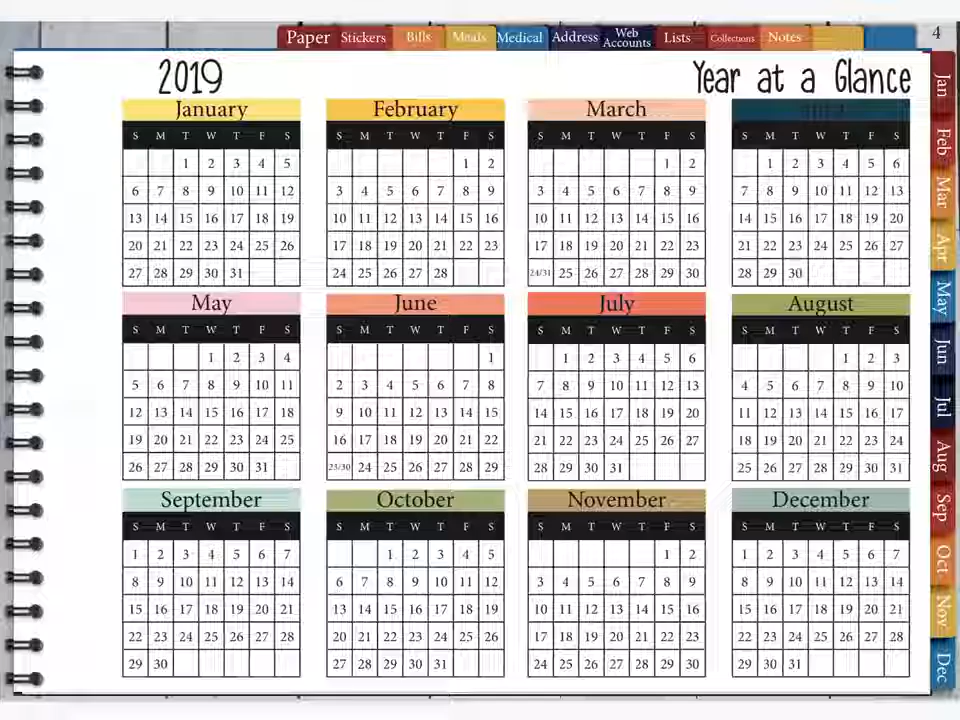 Paper Stickers Bills Meals Medical Address Web Accounts Lists Collections Notes 4
2019 Year at a Glance
January February March
S M T W T F S S M T W T F S S M T W T F S S M T W T F S
1 2 3 4 5 1 2 1 2 1 2 3 4 5 6
6 7 8 9 10 11 12 3 4 5 6 7 8 9 3 4 5 6 7 8 9 7 8 9 10 11 12 13
13 14 15 16 17 18 19 10 11 12 13 14 15 16 10 11 12 13 14 15 16 14 15 16 17 18 19 20
20 21 22 23 24 25 26 17 18 19 20 21 22 23 17 18 19 20 21 22 23 21 22 23 24 25 26 27
27 28 29 30 31 24 25 26 27 28 24/31 25 26 27 28 29 30 28 29 30
May June July August
S M T W T F S S M T W T F S S M T W T F S S M T W T F S
1 2 3 4 1 1 2 3 4 5 6 1 2 3
5 6 7 8 9 10 11 2 3 4 5 6 7 8 7 8 9 10 11 12 13 4 5 6 7 8 9 10
12 13 14 15 16 17 18 9 10 11 12 13 14 15 14 15 16 17 18 19 20 11 12 13 14 15 16 17
19 20 21 22 23 24 25 16 17 18 19 20 21 22 21 22 23 24 25 26 27 18 19 20 21 22 23 24
26 27 28 29 30 31 23/30 24 25 26 27 28 29 28 29 30 31 25 26 27 28 29 30 31
September October November December
S M T W T F S S M T W T F S S M T W T F S S M T W T F S
1 2 3 4 5 6 7 1 2 3 4 5 1 2 1 2 3 4 5 6 7
8 9 10 11 12 13 14 6 7 8 9 10 11 12 3 4 5 6 7 8 9 8 9 10 11 12 13 14
15 16 17 18 19 20 21 13 14 15 16 17 18 19 10 11 12 13 14 15 16 15 16 17 18 19 20 21
22 23 24 25 26 27 28 20 21 22 23 24 25 26 17 18 19 20 21 22 23 22 23 24 25 26 27 28
29 30 27 28 29 30 31 24 25 26 27 28 29 30 29 30 31
Jan
Feb
Mar
Apr
May
Jun
Jul
Aug
Sep
Oct
Nov
Dec